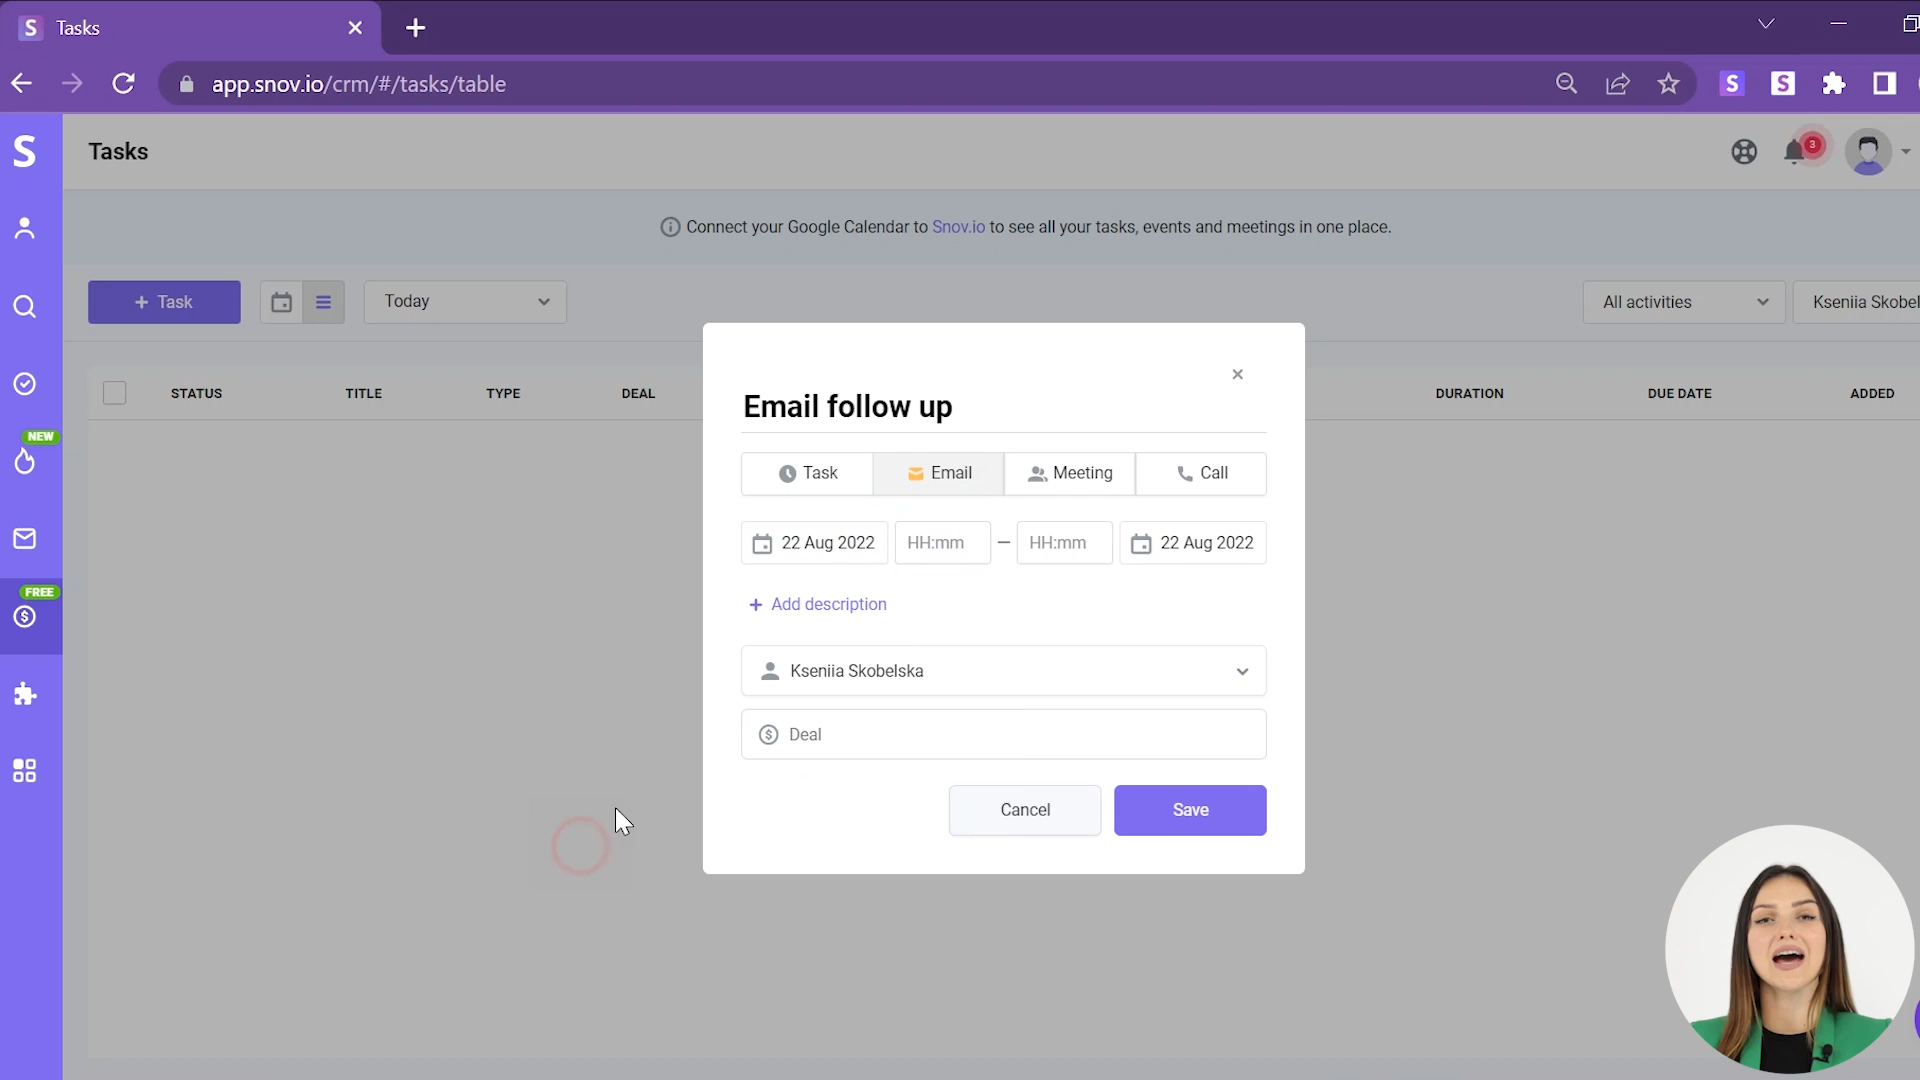 S Tasks
app.snov.io/crm/#/tasks/table
S S
S Tasks 3
Connect your Google Calendar to Snov.io to see all your tasks, events and meetings in one place.
+ Task Today All activities Kseniia Skobel
STATUS TITLE TYPE DEAL DURATION DUE DATE ADDED
NEW
FREE
Email follow up
Task Email Meeting Call
22 Aug 2022 HH:mm – HH:mm 22 Aug 2022
+ Add description
Kseniia Skobelska
Deal
Cancel Save